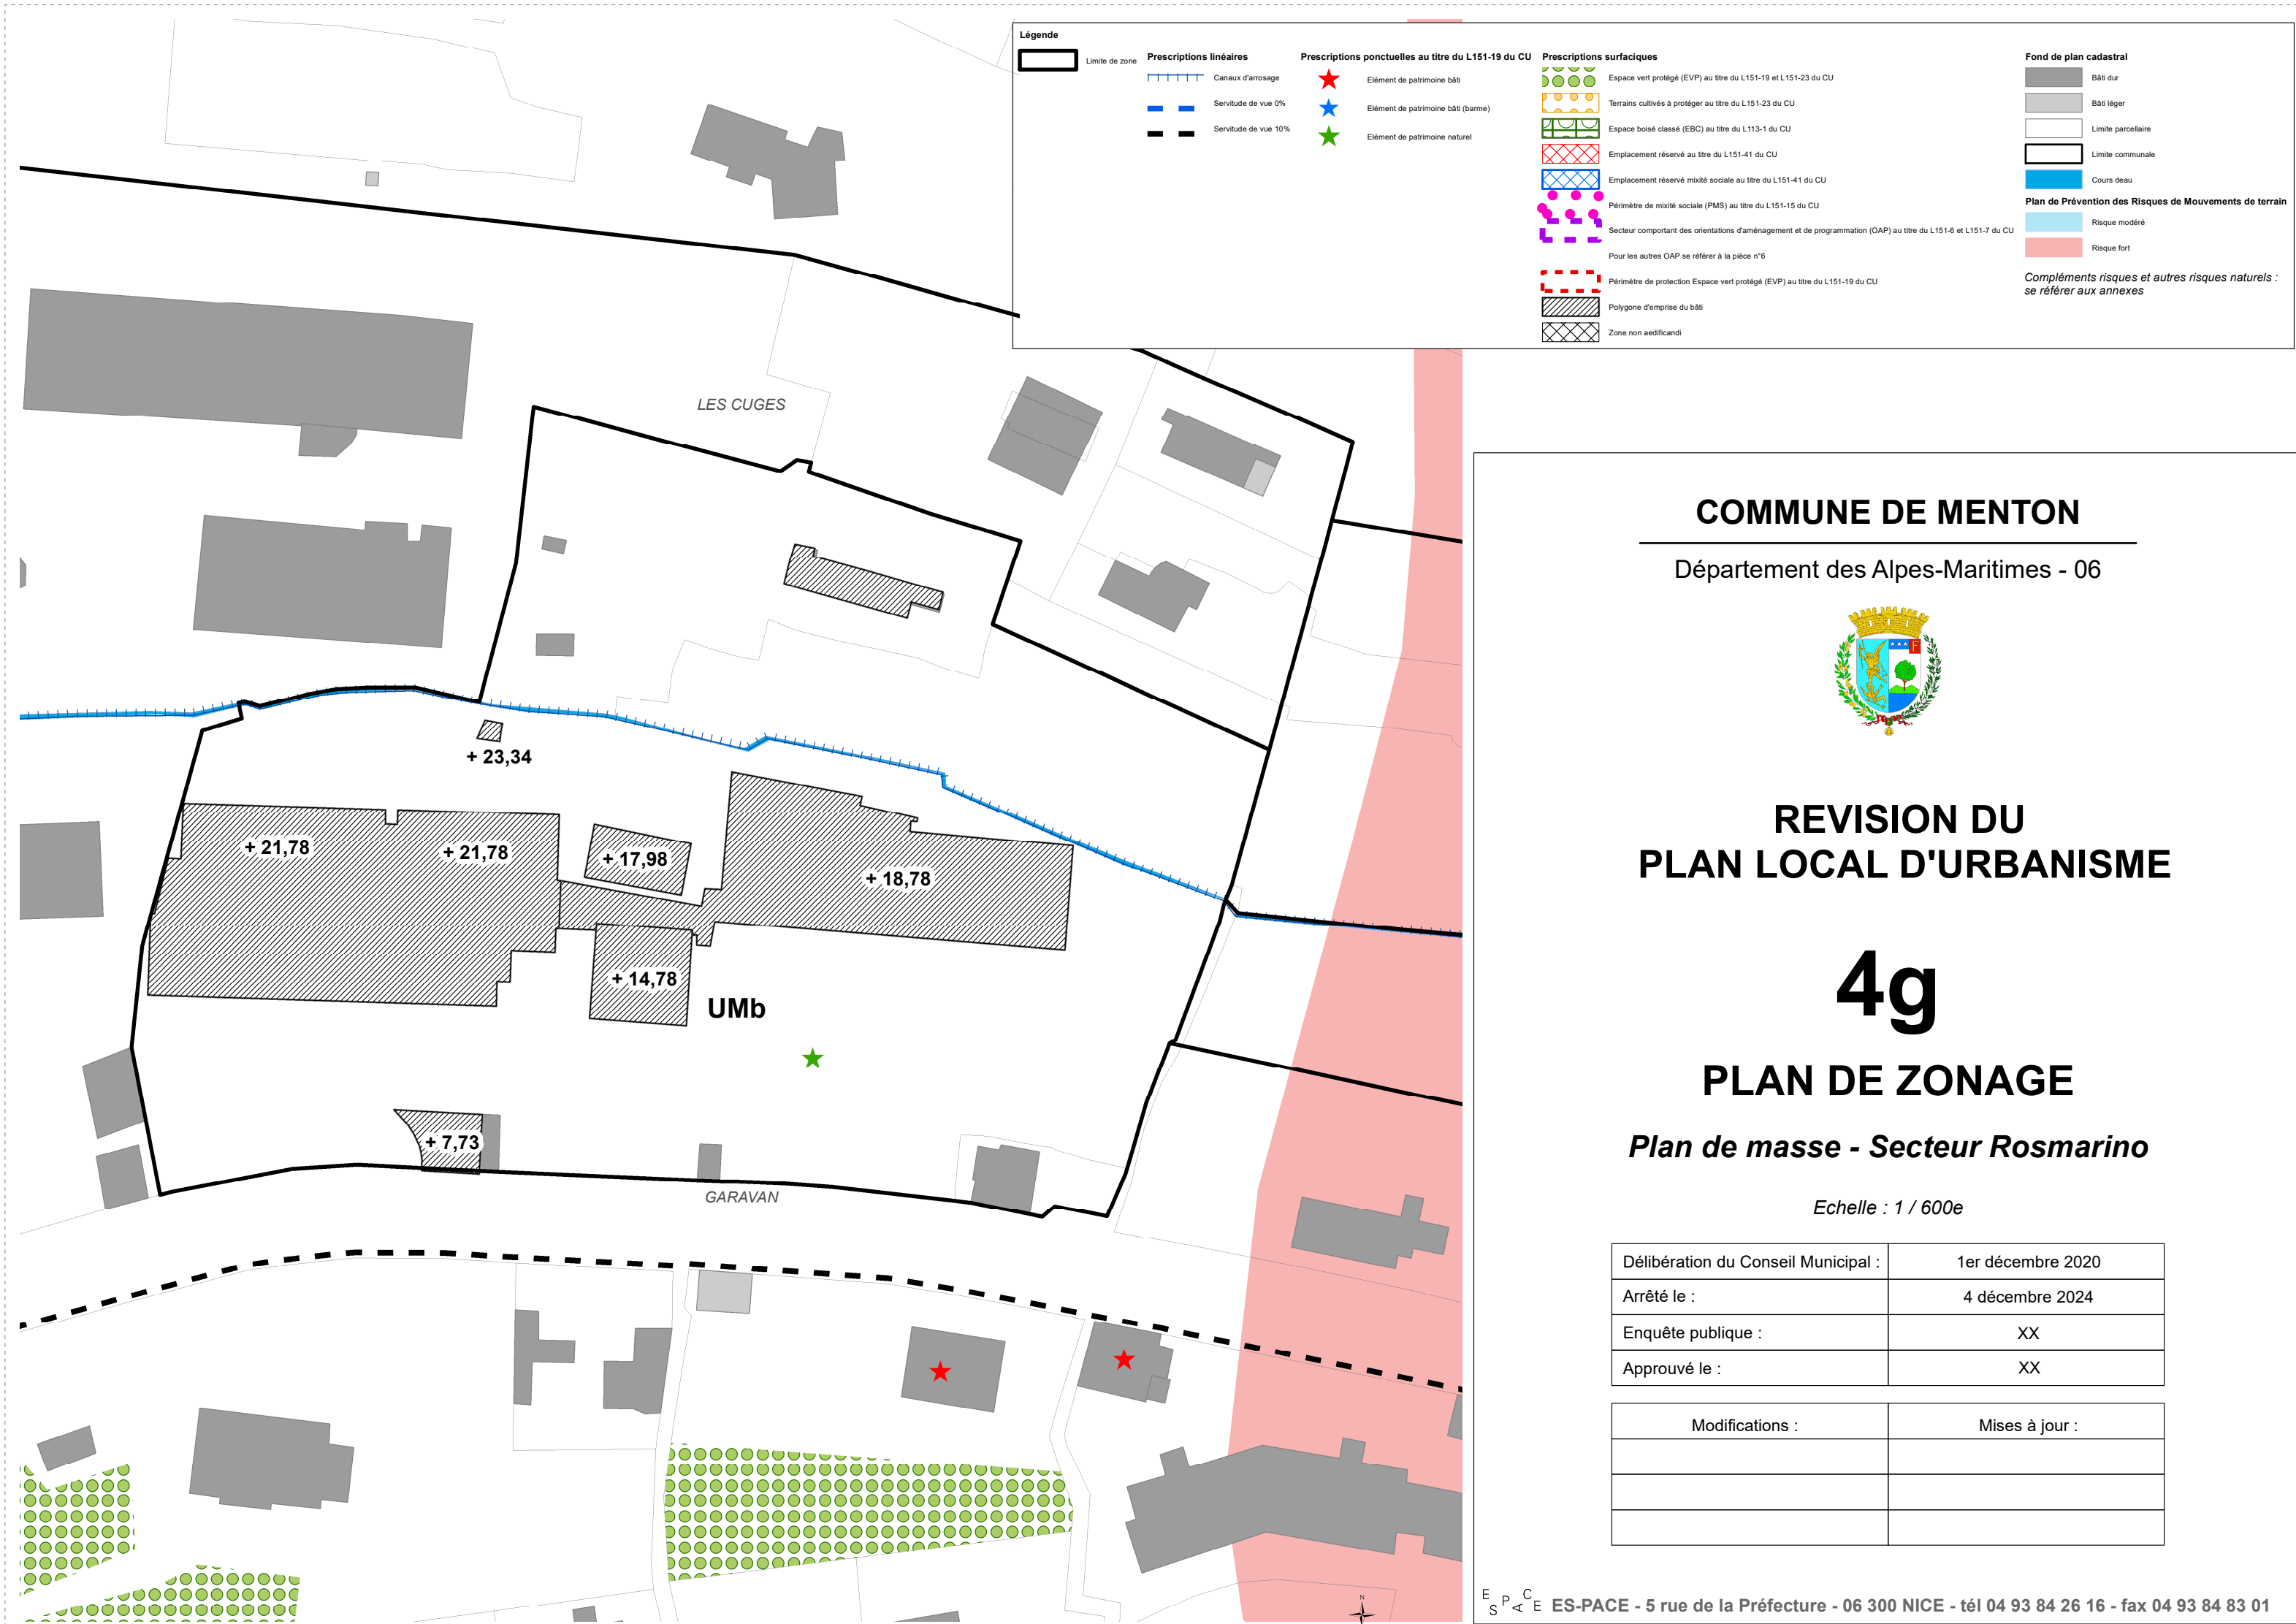 Légende
Limite de zone
Prescriptions linéaires
Canaux d'arrosage
Servitude de vue 0%
Servitude de vue 10%
Prescriptions ponctuelles au titre du L151-19 du CU
Elément de patrimoine bâti
Elément de patrimoine bâti (barme)
Elément de patrimoine naturel
Prescriptions surfaciques
Espace vert protégé (EVP) au titre du L151-19 et L151-23 du CU
Terrains cultivés à protéger au titre du L151-23 du CU
Espace boisé classé (EBC) au titre du L113-1 du CU
Emplacement réservé au titre du L151-41 du CU
Emplacement réservé mixité sociale au titre du L151-41 du CU
Périmètre de mixité sociale (PMS) au titre du L151-15 du CU
Secteur comportant des orientations d'aménagement et de programmation (OAP) au titre du L151-6 et L151-7 du CU
Pour les autres OAP se référer à la pièce n°6
Périmètre de protection Espace vert protégé (EVP) au titre du L151-19 du CU
Polygone d'emprise du bâti
Zone non aedificandi
Fond de plan cadastral
Bâti dur
Bâti léger
Limite parcellaire
Limite communale
Cours deau
Plan de Prévention des Risques de Mouvements de terrain
Risque modéré
Risque fort
Compléments risques et autres risques naturels :
se référer aux annexes
LES CUGES
+ 23,34
+ 21,78
+ 21,78
+ 17,98
+ 18,78
+ 14,78
UMb
+ 7,73
GARAVAN
N
COMMUNE DE MENTON
Département des Alpes-Maritimes - 06
F
REVISION DU
PLAN LOCAL D'URBANISME
4g
PLAN DE ZONAGE
Plan de masse - Secteur Rosmarino
Echelle : 1 / 600e
Délibération du Conseil Municipal : 1er décembre 2020
Arrêté le : 4 décembre 2024
Enquête publique : XX
Approuvé le : XX
Modifications : Mises à jour :
ESPACE ES-PACE - 5 rue de la Préfecture - 06 300 NICE - tél 04 93 84 26 16 - fax 04 93 84 83 01